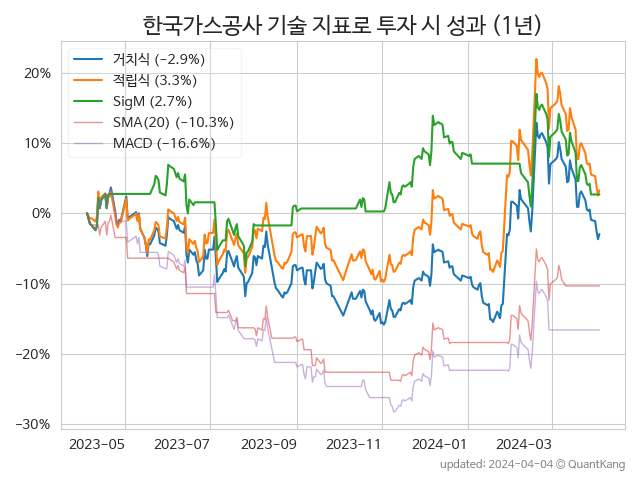 한국가스공사 기술 지표로 투자 시 성과 (1년)
거치식 (−2.9%)
적립식 (3.3%)
SigM (2.7%)
SMA(20) (−10.3%)
MACD (−16.6%)
20%
10%
0%
−10%
−20%
−30%
2023-05 2023-07 2023-09 2023-11 2024-01 2024-03
updated: 2024-04-04 © QuantKang